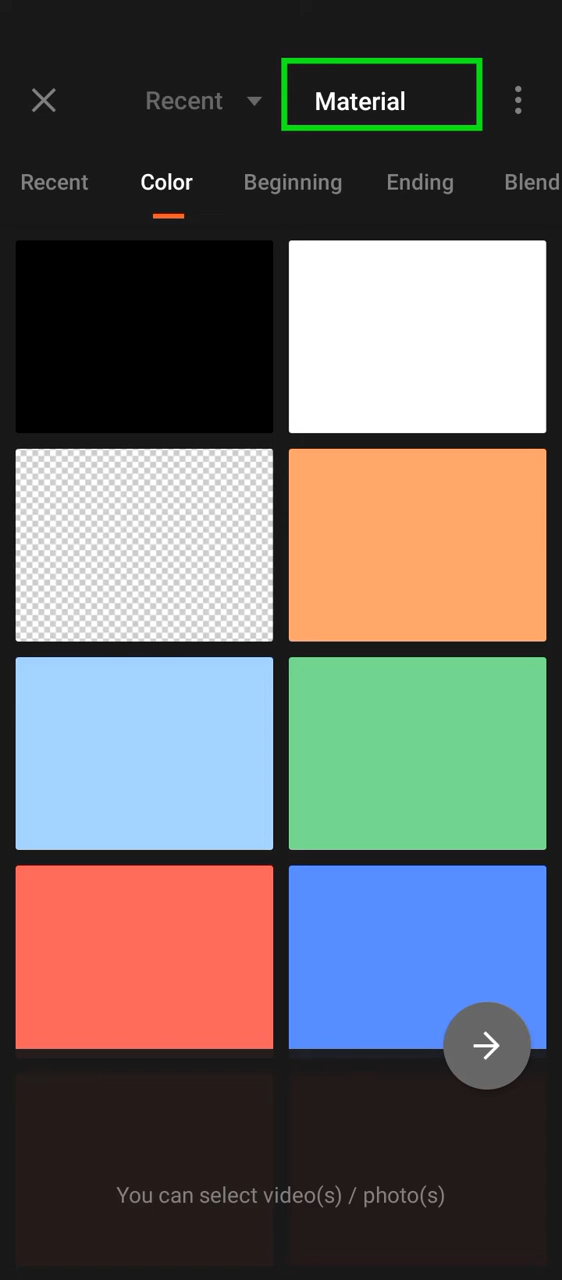 Recent Material
Recent Color Beginning Ending Blend
You can select video(s) / photo(s)